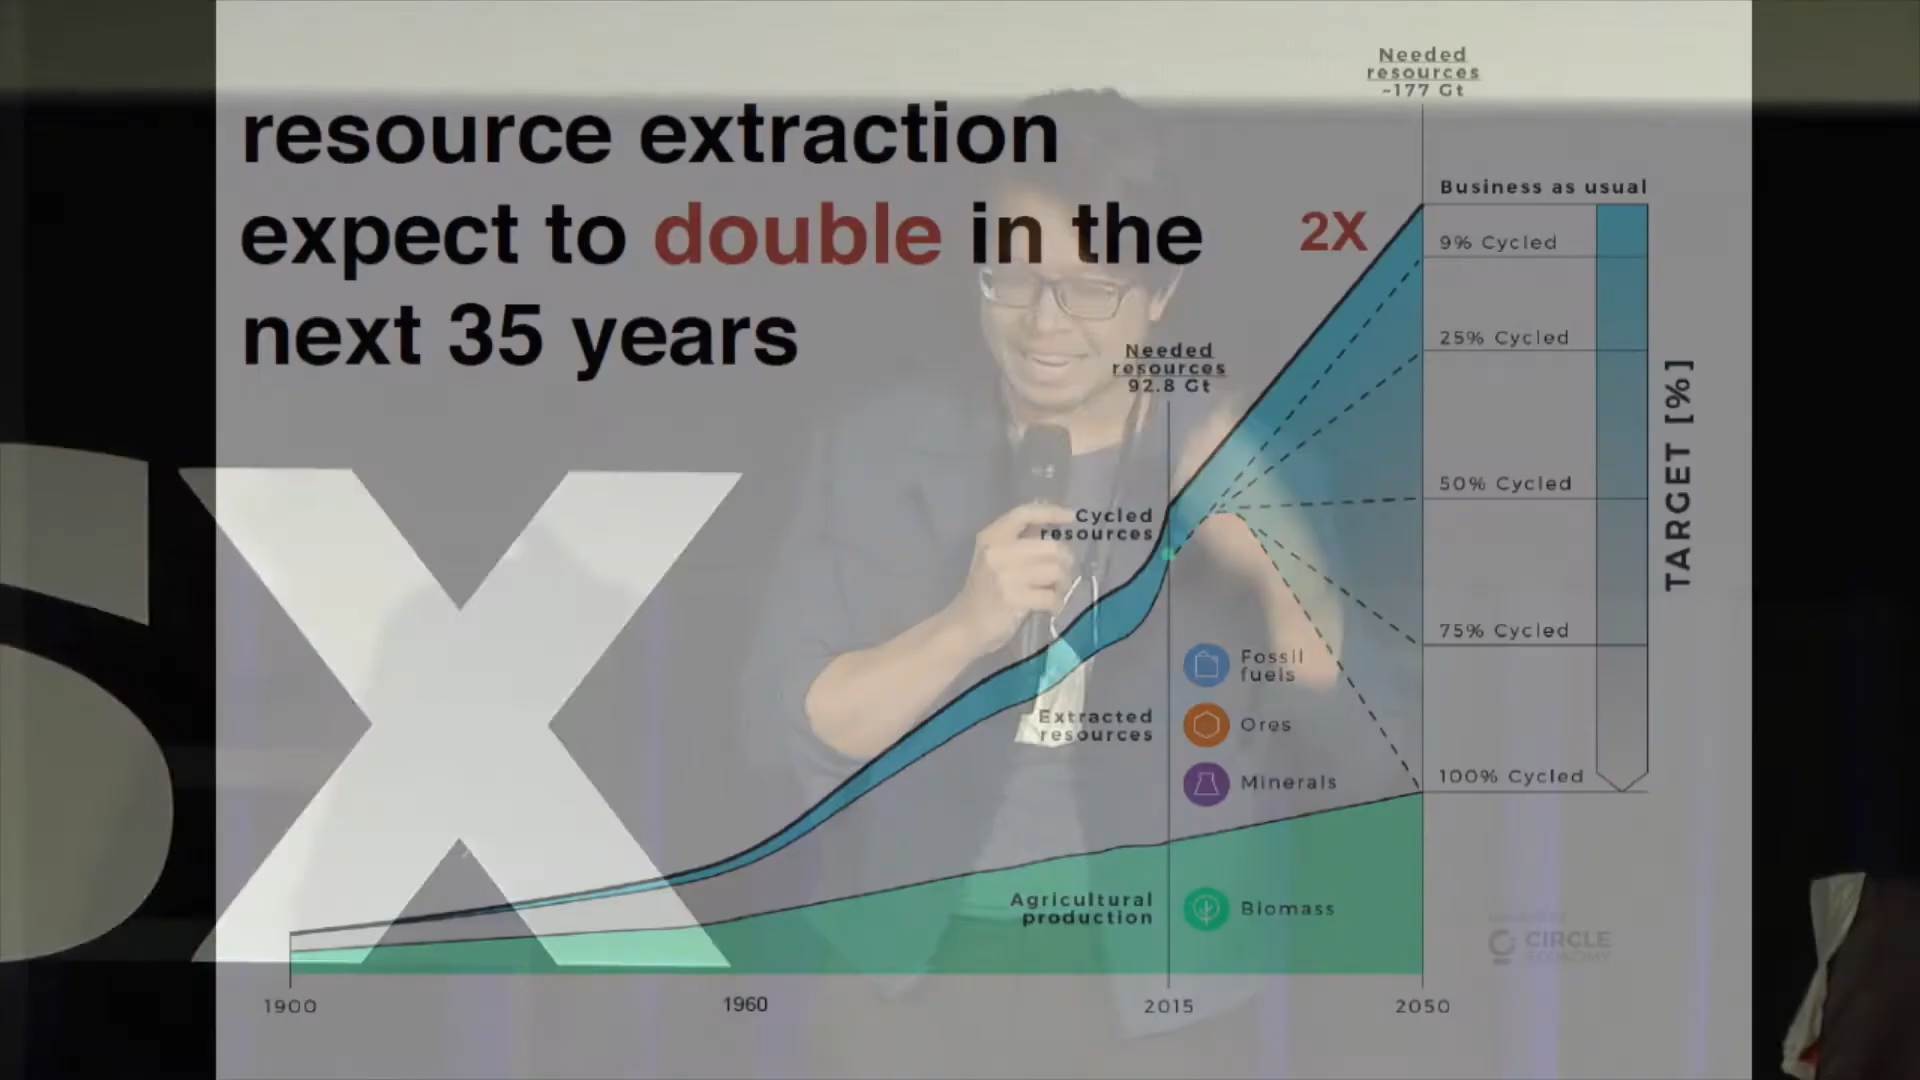 resource extraction
expect to double in the
next 35 years
2X
Needed
resources
~177 Gt
Business as usual
9% Cycled
25% Cycled
50% Cycled
75% Cycled
100% Cycled
TARGET [%]
Needed
resources
92.8 Gt
Cycled
resources
Extracted
resources
Fossil
fuels
Ores
Minerals
Agricultural
production
Biomass
1900
1960
2015
2050
CIRCLE
ECONOMY
X